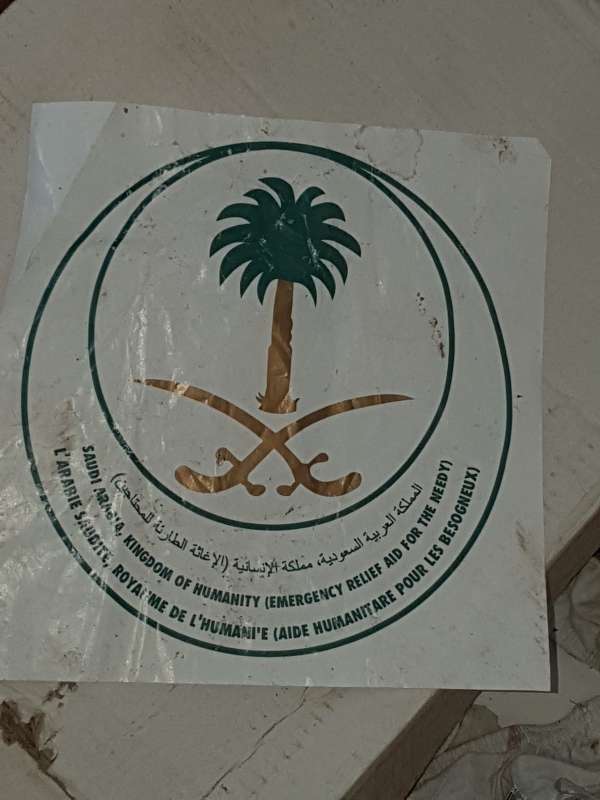 المملكة العربية السعودية، مملكة الإنسانية (الإغاثة الطارئة للمحتاجين)
SAUDI ARABIA, KINGDOM OF HUMANITY (EMERGENCY RELIEF AID FOR THE NEEDY)
L'ARABIE SAUDITE, ROYAUME DE L'HUMANI'E (AIDE HUMANITARE POUR LES BESOGNEUX)